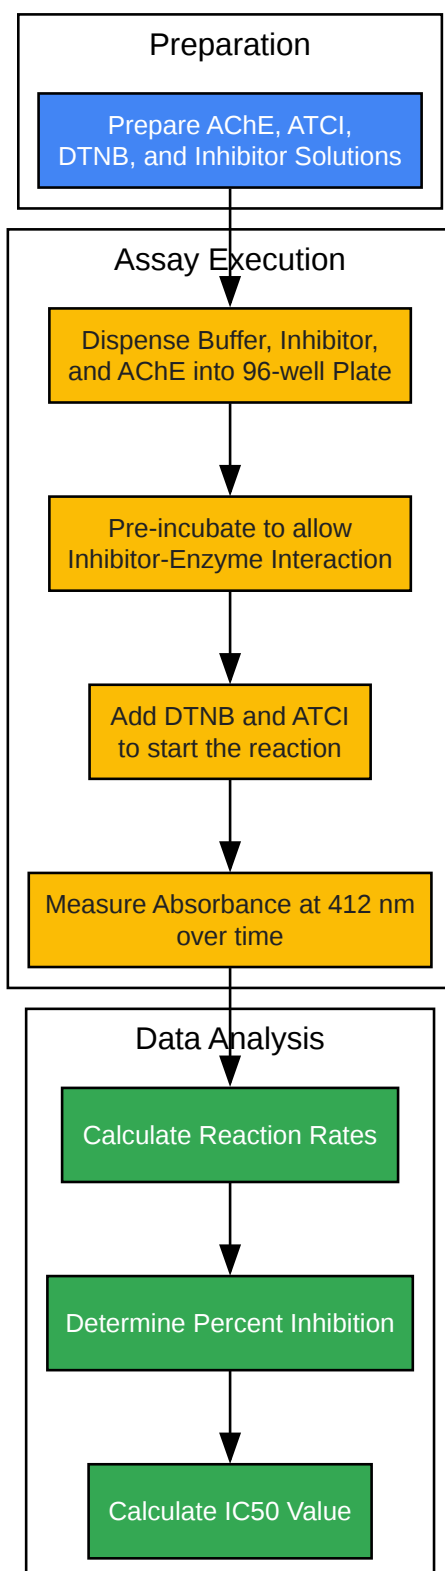 Preparation
Prepare AChE, ATCI,
DTNB, and Inhibitor Solutions
Assay Execution
Dispense Buffer, Inhibitor,
and AChE into 96-well Plate
Pre-incubate to allow
Inhibitor-Enzyme Interaction
Add DTNB and ATCI
to start the reaction
Measure Absorbance at 412 nm
over time
Data Analysis
Calculate Reaction Rates
Determine Percent Inhibition
Calculate IC50 Value